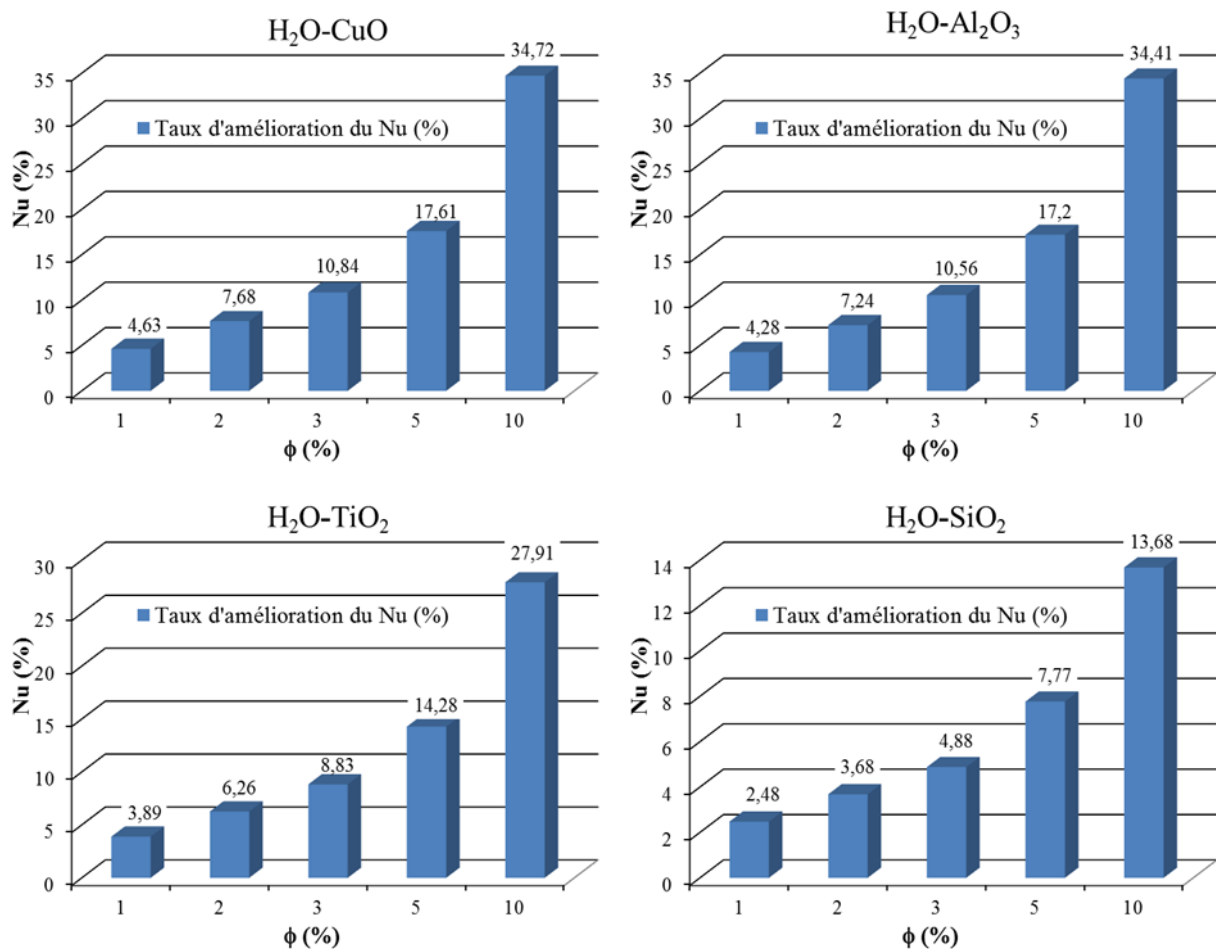 H₂O-CuO
34,72
35
30
Taux d'amélioration du Nu (%)
25
Nu (%)
20
17,61
15
10,84
10
7,68
4,63
5
0
1 2 3 5 10
ϕ (%)
H₂O-Al₂O₃
34,41
35
30
Taux d'amélioration du Nu (%)
25
Nu (%)
20
17,2
15
10,56
10
7,24
4,28
5
0
1 2 3 5 10
ϕ (%)
H₂O-TiO₂
27,91
30
25
Taux d'amélioration du Nu (%)
20
Nu (%)
14,28
15
8,83
10
6,26
3,89
5
0
1 2 3 5 10
ϕ (%)
H₂O-SiO₂
13,68
14
12
Taux d'amélioration du Nu (%)
10
Nu (%)
7,77
8
4,88
6
3,68
2,48
4
2
0
1 2 3 5 10
ϕ (%)